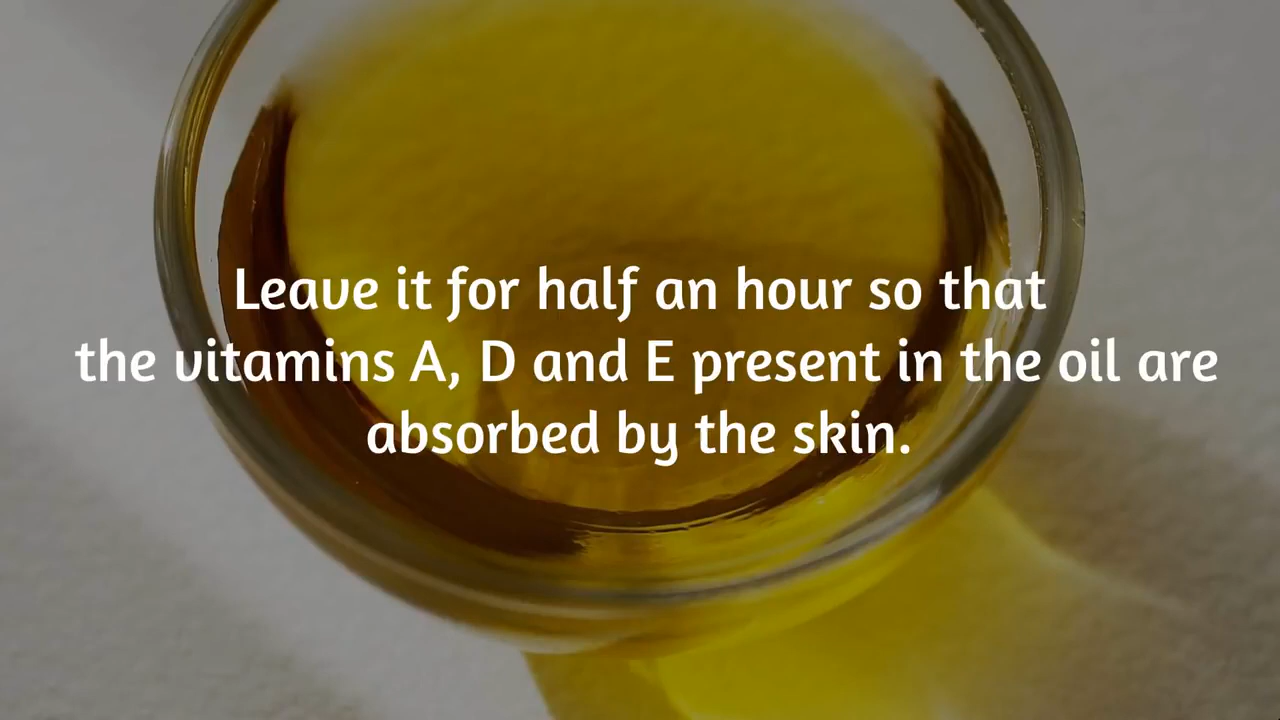 Leave it for half an hour so that
the vitamins A, D and E present in the oil are
absorbed by the skin.